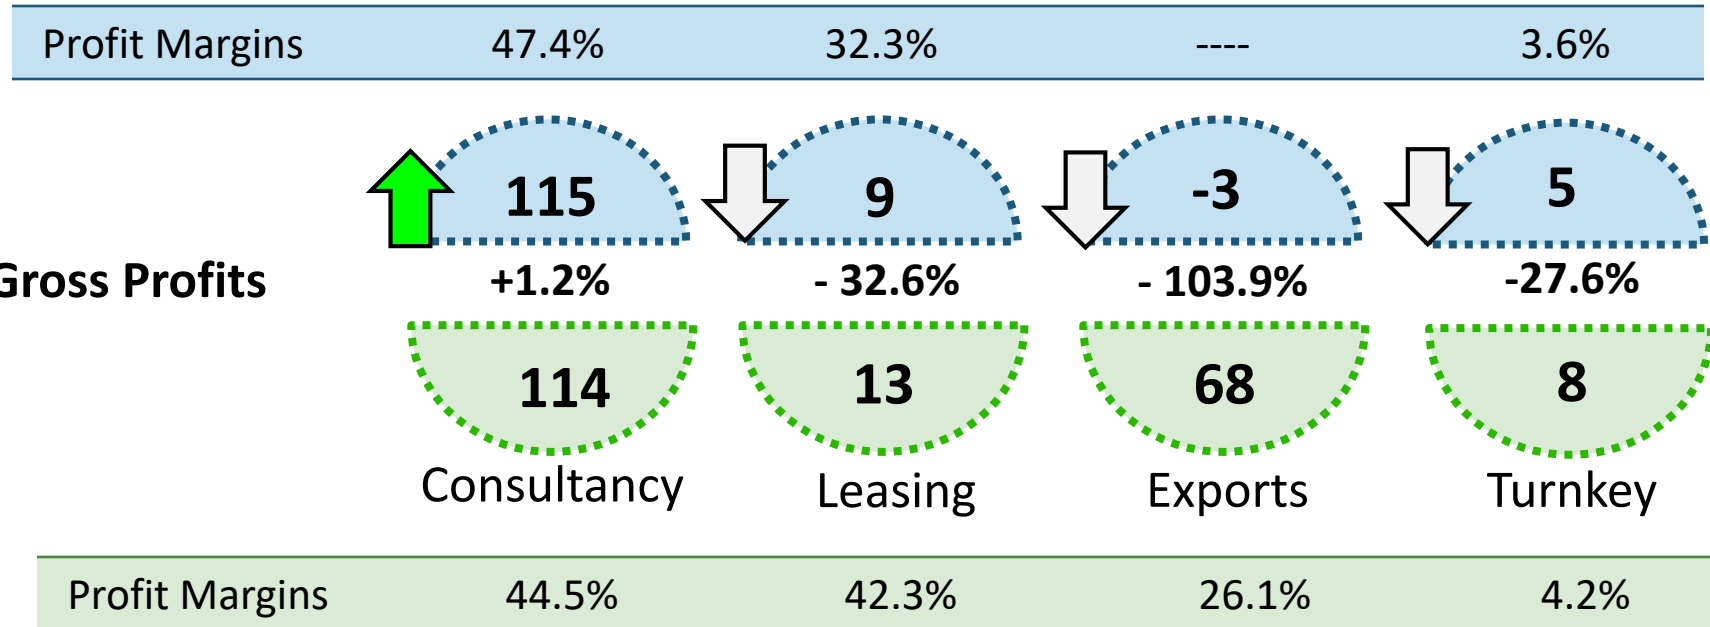 Profit Margins 47.4% 32.3% ---- 3.6%
115 9 -3 5
Gross Profits +1.2% - 32.6% - 103.9% -27.6%
114 13 68 8
Consultancy Leasing Exports Turnkey
Profit Margins 44.5% 42.3% 26.1% 4.2%